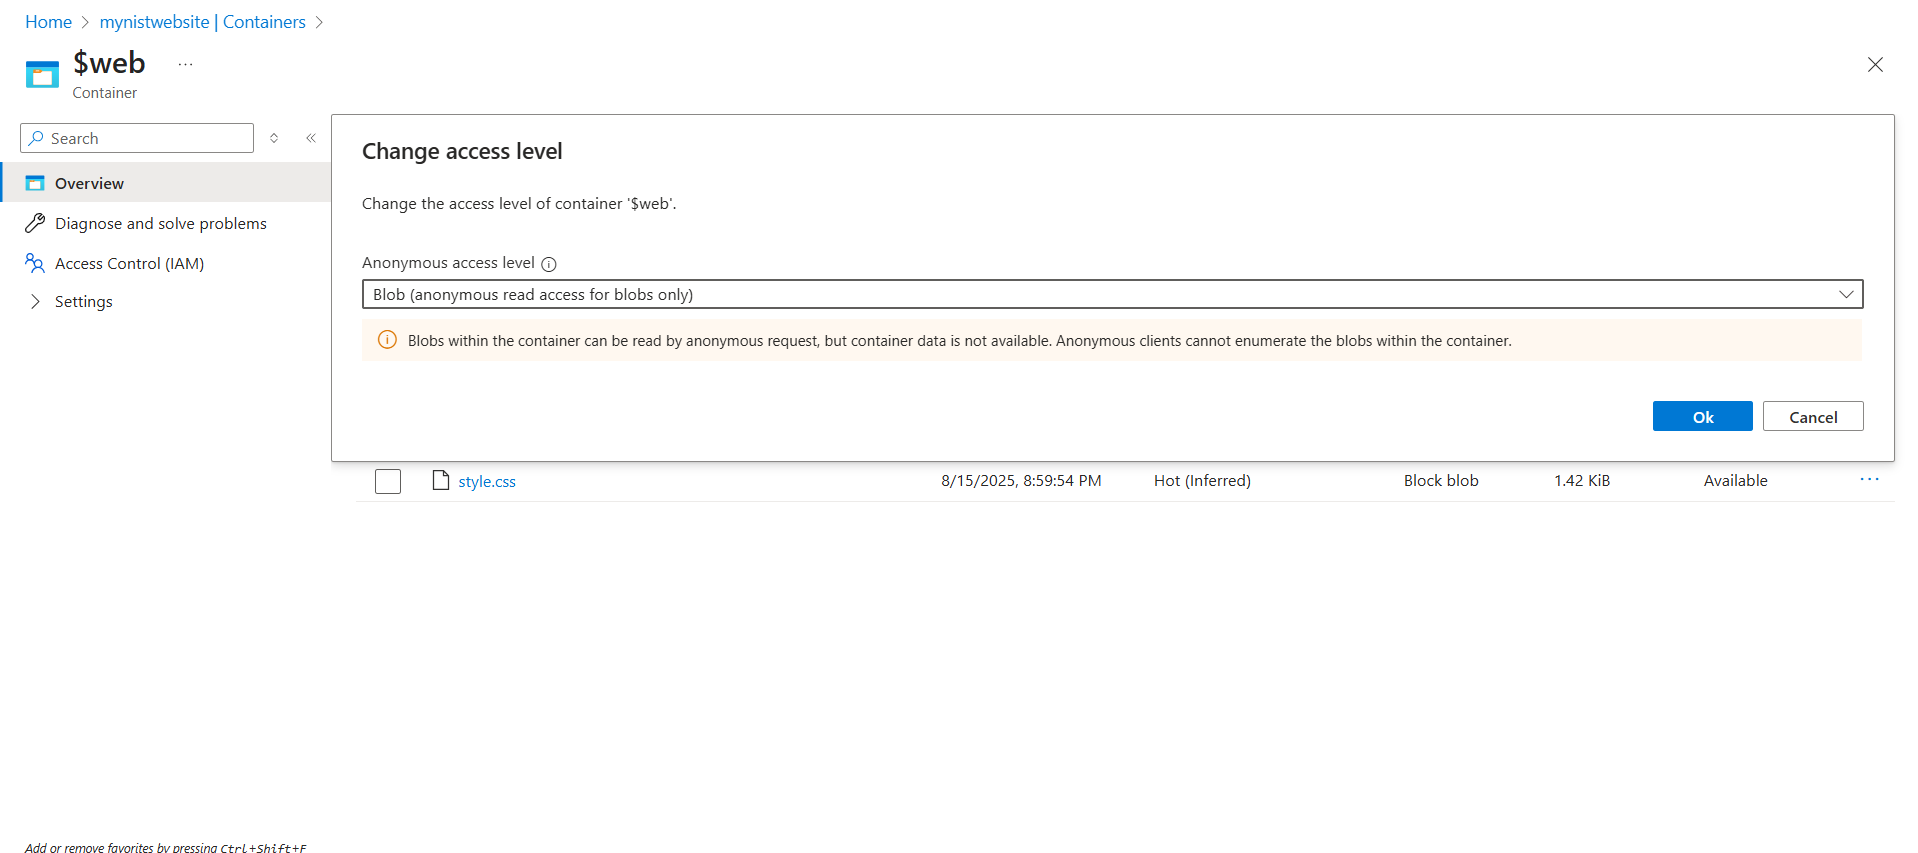 Home > mynistwebsite | Containers >
$web ...
Container
Search
Overview
Diagnose and solve problems
Access Control (IAM)
Settings
Change access level
Change the access level of container '$web'.
Anonymous access level
Blob (anonymous read access for blobs only)
Blobs within the container can be read by anonymous request, but container data is not available. Anonymous clients cannot enumerate the blobs within the container.
Ok Cancel
style.css 8/15/2025, 8:59:54 PM Hot (Inferred) Block blob 1.42 KiB Available ...
Add or remove favorites by pressing Ctrl+Shift+F